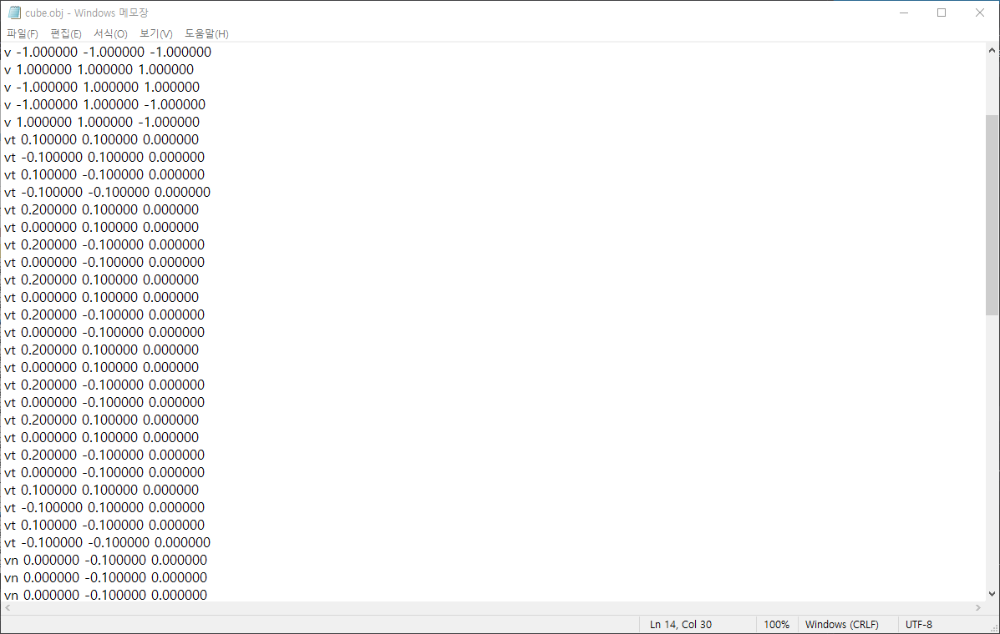 cube.obj - Windows 메모장
파일(F) 편집(E) 서식(O) 보기(V) 도움말(H)
v -1.000000 -1.000000 -1.000000
v 1.000000 1.000000 1.000000
v -1.000000 1.000000 1.000000
v -1.000000 1.000000 -1.000000
v 1.000000 1.000000 -1.000000
vt 0.100000 0.100000 0.000000
vt -0.100000 0.100000 0.000000
vt 0.100000 -0.100000 0.000000
vt -0.100000 -0.100000 0.000000
vt 0.200000 0.100000 0.000000
vt 0.000000 0.100000 0.000000
vt 0.200000 -0.100000 0.000000
vt 0.000000 -0.100000 0.000000
vt 0.200000 0.100000 0.000000
vt 0.000000 0.100000 0.000000
vt 0.200000 -0.100000 0.000000
vt 0.000000 -0.100000 0.000000
vt 0.200000 0.100000 0.000000
vt 0.000000 0.100000 0.000000
vt 0.200000 -0.100000 0.000000
vt 0.000000 -0.100000 0.000000
vt 0.200000 0.100000 0.000000
vt 0.000000 0.100000 0.000000
vt 0.200000 -0.100000 0.000000
vt 0.000000 -0.100000 0.000000
vt 0.100000 0.100000 0.000000
vt -0.100000 0.100000 0.000000
vt 0.100000 -0.100000 0.000000
vt -0.100000 -0.100000 0.000000
vn 0.000000 -0.100000 0.000000
vn 0.000000 -0.100000 0.000000
vn 0.000000 -0.100000 0.000000
Ln 14, Col 30 100% Windows (CRLF) UTF-8